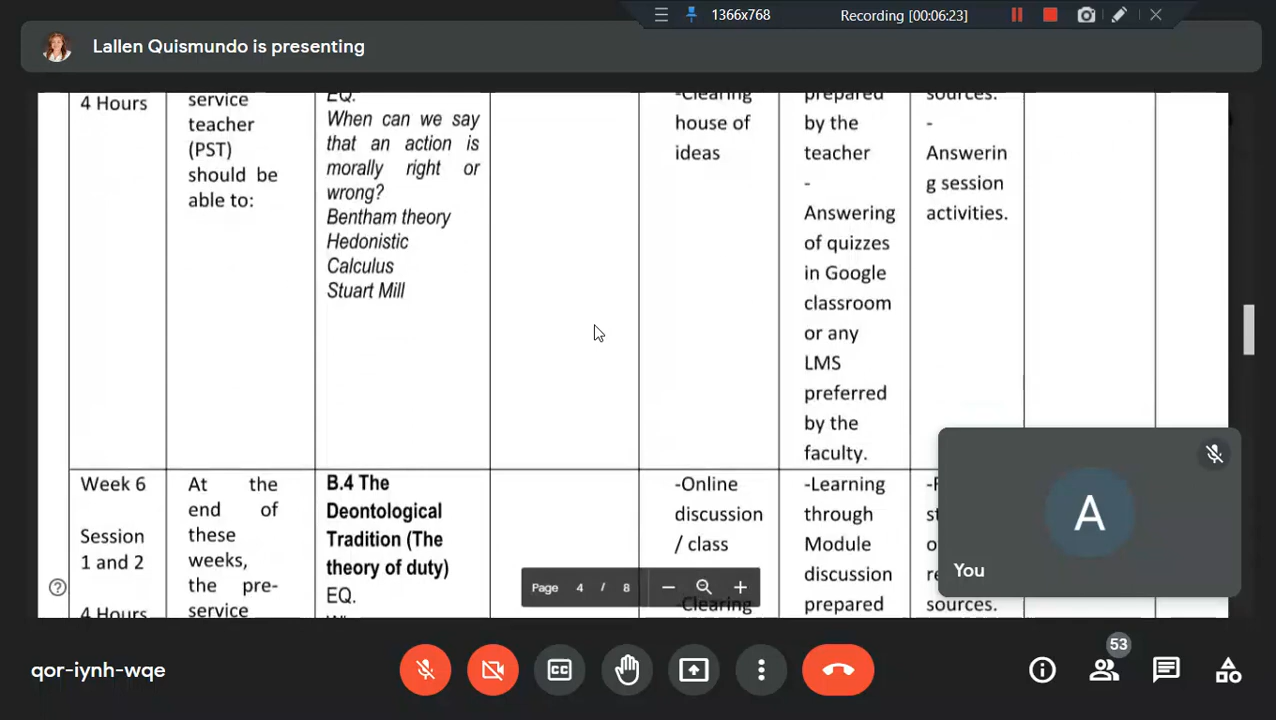 1366x768
Recording [00:06:23]
Lallen Quismundo is presenting
4 Hours
service
teacher
(PST)
should be
able to:
EQ.
When can we say
that an action is
morally right or
wrong?
Bentham theory
Hedonistic
Calculus
Stuart Mill
-Clearing
house of
ideas
prepared
by the
teacher
-
Answering
of quizzes
in Google
classroom
or any
LMS
preferred
by the
faculty.
sources.
-
Answerin
g session
activities.
Week 6
Session
1 and 2
4 Hours
At the
end of
these
weeks,
the pre-
service
B.4 The
Deontological
Tradition (The
theory of duty)
EQ.
-Online
discussion
/ class
-Clearing
-Learning
through
Module
discussion
prepared
sources.
A
You
Page 4 / 8
qor-iynh-wqe
CC
53